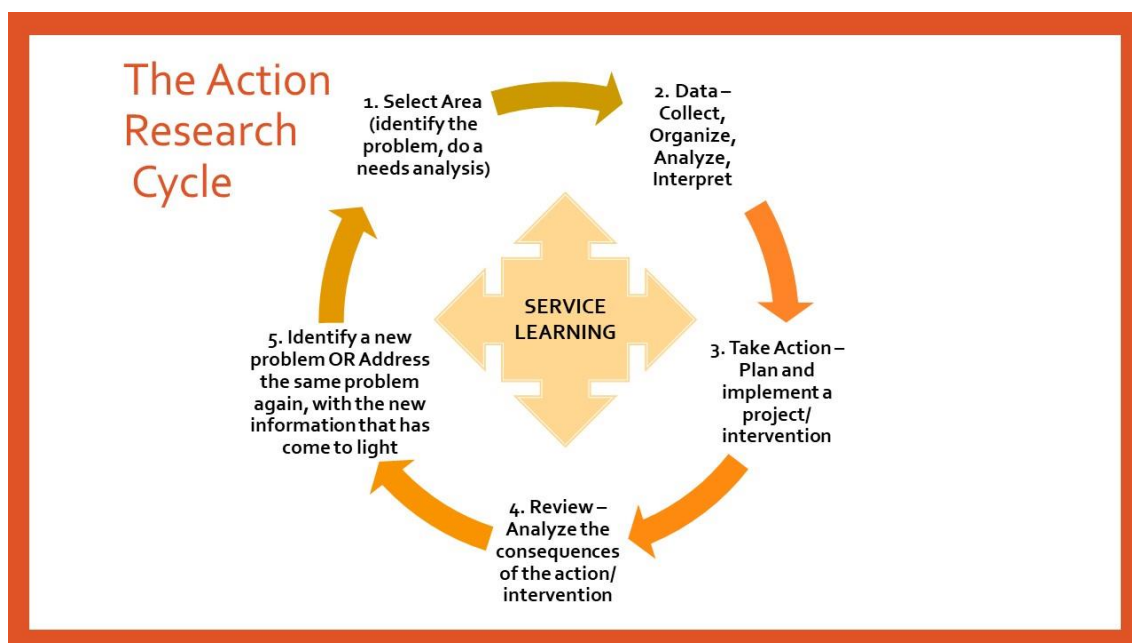 The Action
Research
Cycle
1. Select Area
(identify the
problem, do a
needs analysis)
2. Data –
Collect,
Organize,
Analyze,
Interpret
3. Take Action –
Plan and
implement a
project/
intervention
4. Review –
Analyze the
consequences
of the action/
intervention
5. Identify a new
problem OR Address
the same problem
again, with the new
information that has
come to light
SERVICE
LEARNING